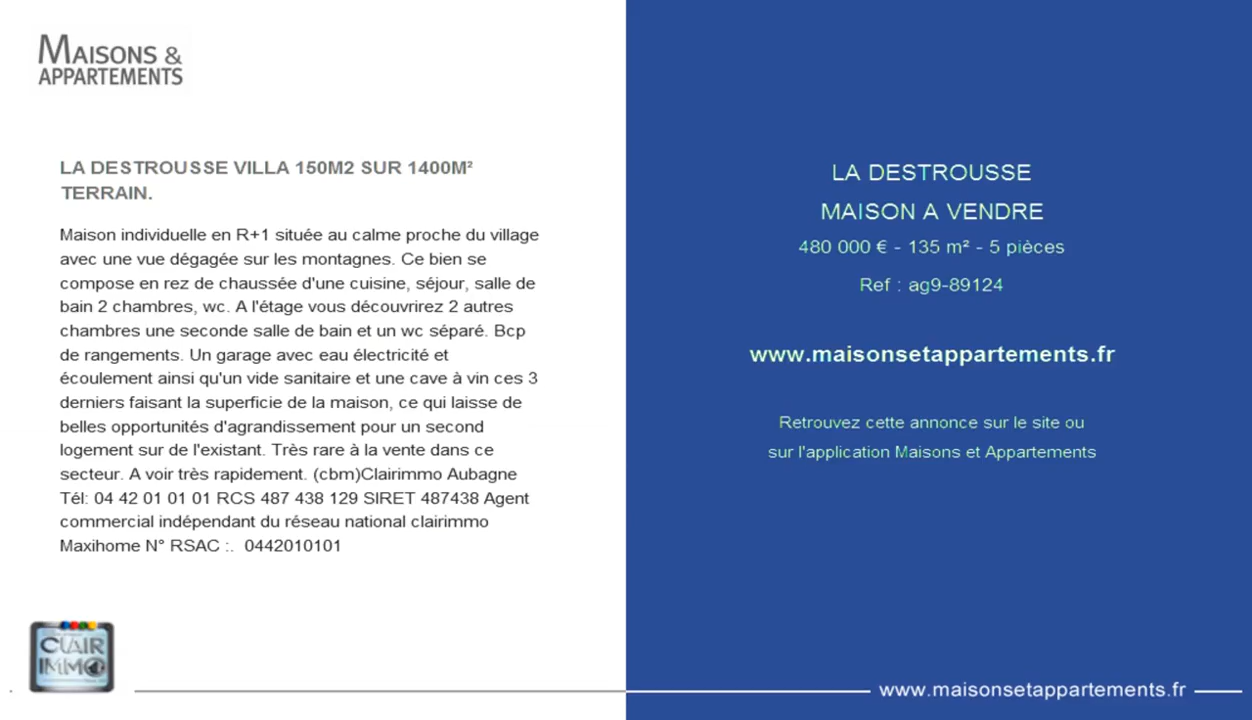 MAISONS &
APPARTEMENTS
LA DESTROUSSE VILLA 150M2 SUR 1400M²
TERRAIN.
Maison individuelle en R+1 située au calme proche du village
avec une vue dégagée sur les montagnes. Ce bien se
compose en rez de chaussée d'une cuisine, séjour, salle de
bain 2 chambres, wc. A l'étage vous découvrirez 2 autres
chambres une seconde salle de bain et un wc séparé. Bcp
de rangements. Un garage avec eau électricité et
écoulement ainsi qu'un vide sanitaire et une cave à vin ces 3
derniers faisant la superficie de la maison, ce qui laisse de
belles opportunités d'agrandissement pour un second
logement sur de l'existant. Très rare à la vente dans ce
secteur. A voir très rapidement. (cbm)Clairimmo Aubagne
Tél: 04 42 01 01 01 RCS 487 438 129 SIRET 487438 Agent
commercial indépendant du réseau national clairimmo
Maxihome N° RSAC :. 0442010101
CLAIR
IMMO
LA DESTROUSSE
MAISON A VENDRE
480 000 € - 135 m² - 5 pièces
Ref : ag9-89124
www.maisonsetappartements.fr
Retrouvez cette annonce sur le site ou
sur l'application Maisons et Appartements
www.maisonsetappartements.fr